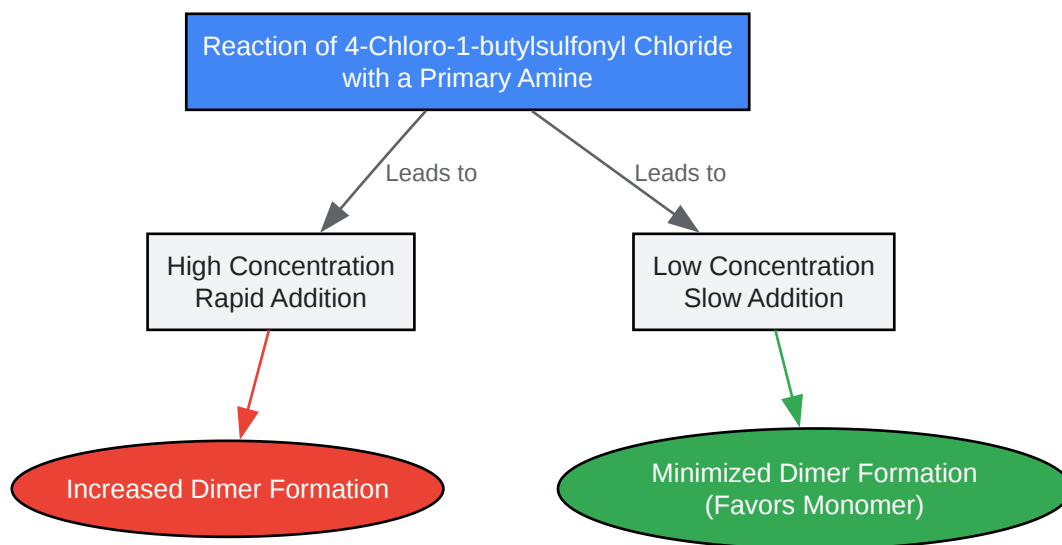 Reaction of 4-Chloro-1-butylsulfonyl Chloride
with a Primary Amine
Leads to
Leads to
High Concentration
Rapid Addition
Low Concentration
Slow Addition
Increased Dimer Formation
Minimized Dimer Formation
(Favors Monomer)